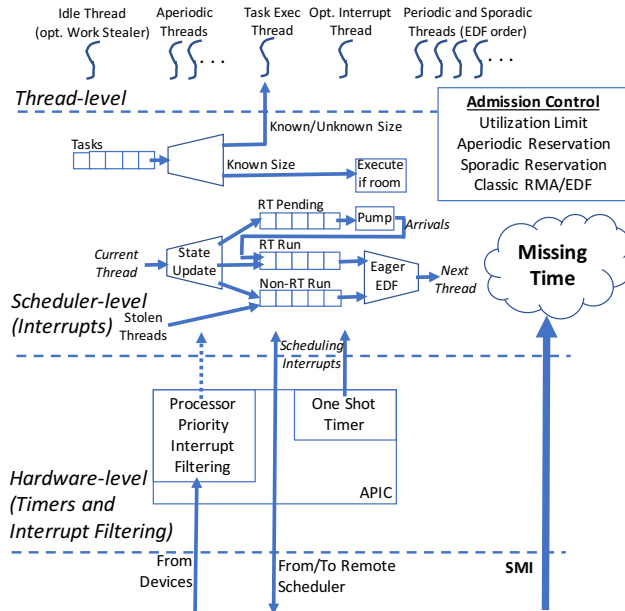 Idle Thread
(opt. Work Stealer)
Aperiodic
Threads
. . .
Task Exec
Thread
Opt. Interrupt
Thread
Periodic and Sporadic
Threads (EDF order)
. . .
Thread-level
Admission Control
Utilization Limit
Aperiodic Reservation
Sporadic Reservation
Classic RMA/EDF
Known/Unknown Size
Tasks
Known Size
Execute
if room
RT Pending
Pump
Arrivals
Current
Thread
State
Update
RT Run
Non-RT Run
Eager
EDF
Next
Thread
Missing
Time
Scheduler-level
(Interrupts)
Stolen
Threads
Scheduling
Interrupts
Processor
Priority
Interrupt
Filtering
One Shot
Timer
APIC
Hardware-level
(Timers and
Interrupt Filtering)
From
Devices
From/To Remote
Scheduler
SMI